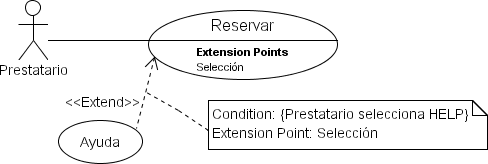 Reservar
Extension Points
Selección
Prestatario
<<Extend>>
Condition: {Prestatario selecciona HELP}
Extension Point: Selección
Ayuda